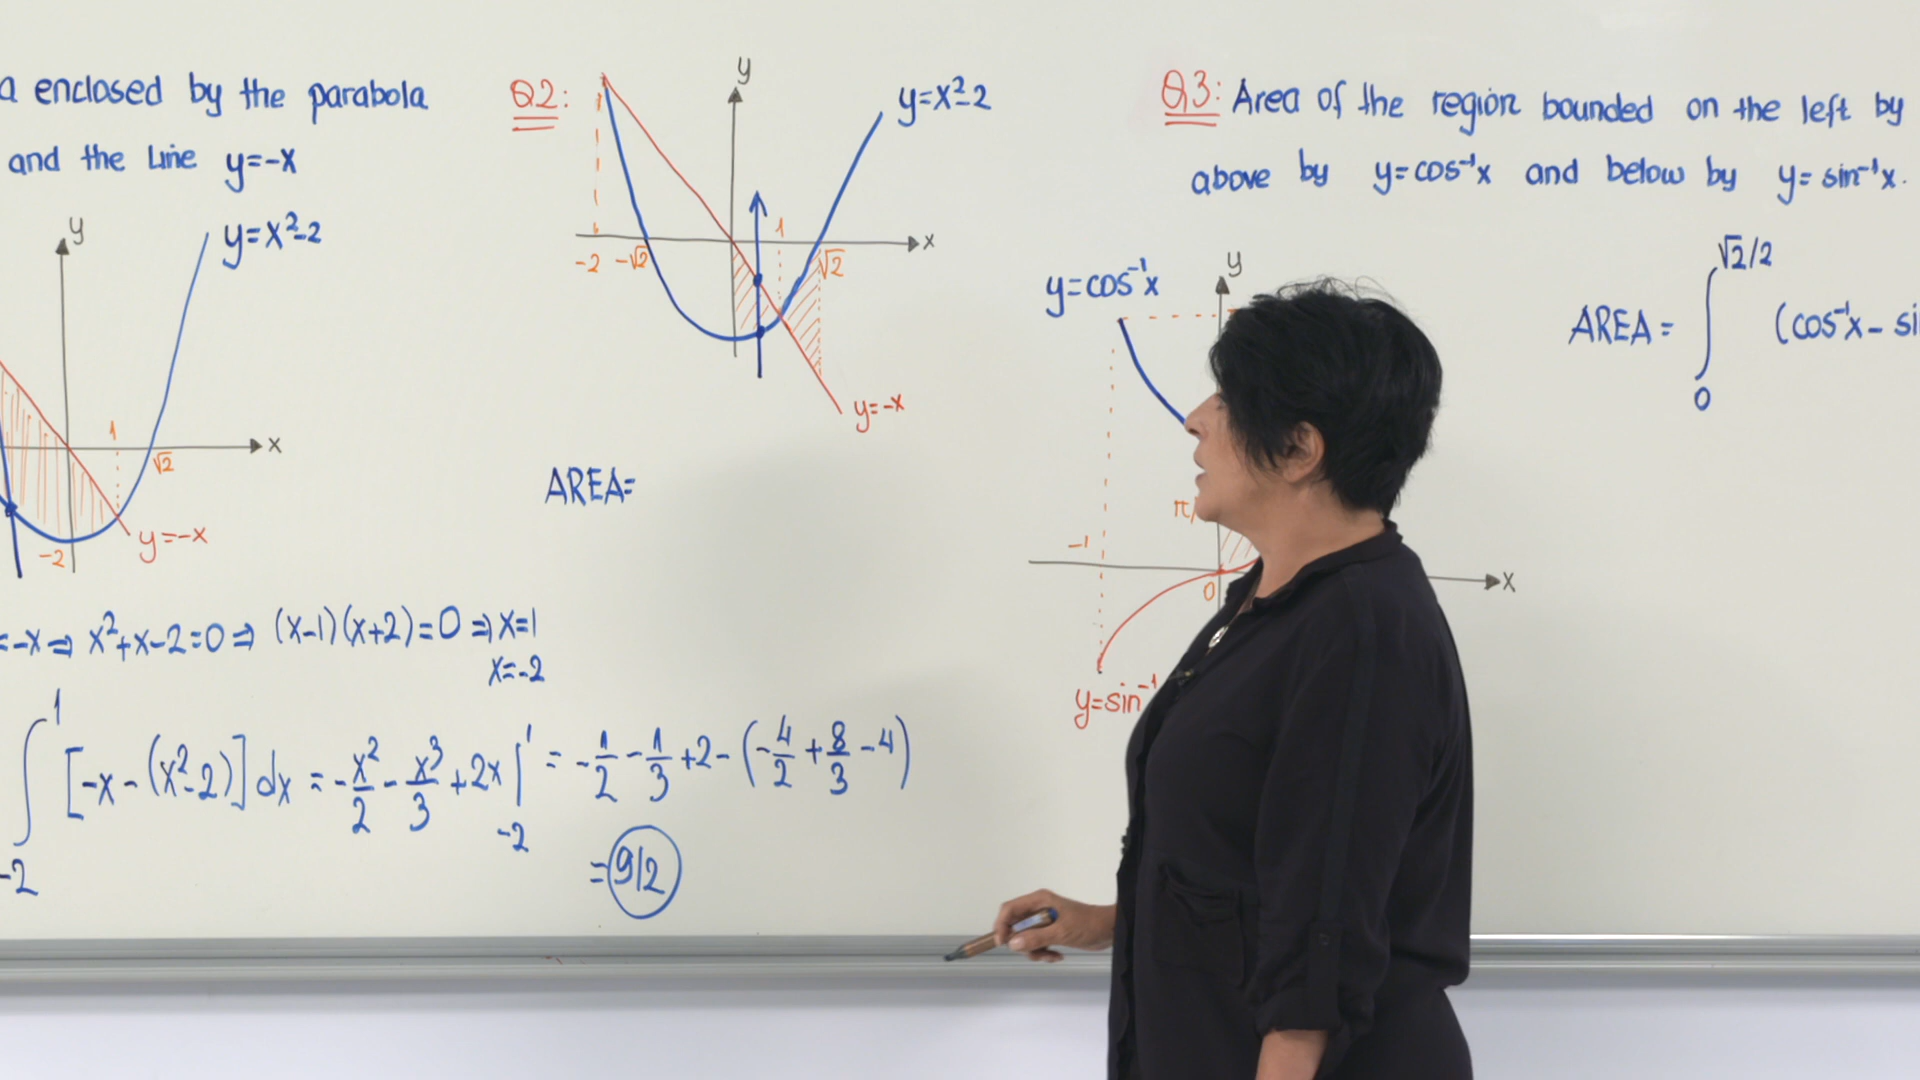 a enclosed by the parabola
and the Line y=-x
y
y=x²-2
1
x
√2
-2
y=-x
=-x⇒ x²+x-2=0⇒ (x-1)(x+2)=0 ⇒ x=1
x=-2
∫ 1 -2 [-x-(x²-2)]dx = -x²/2 - x³/3 + 2x | 1 -2 = -1/2 - 1/3 + 2 - (-4/2 + 8/3 - 4)
= 9/2
Q2:
y
y=x²-2
1
x
-2 -√2 √2
y=-x
AREA=
Q3: Area of the region bounded on the left by
above by y=cos⁻¹x and below by y=sin⁻¹x.
y
y=cos⁻¹x
π/
-1
0
x
y=sin⁻¹
AREA = ∫ √2/2 0 (cos⁻¹x - si